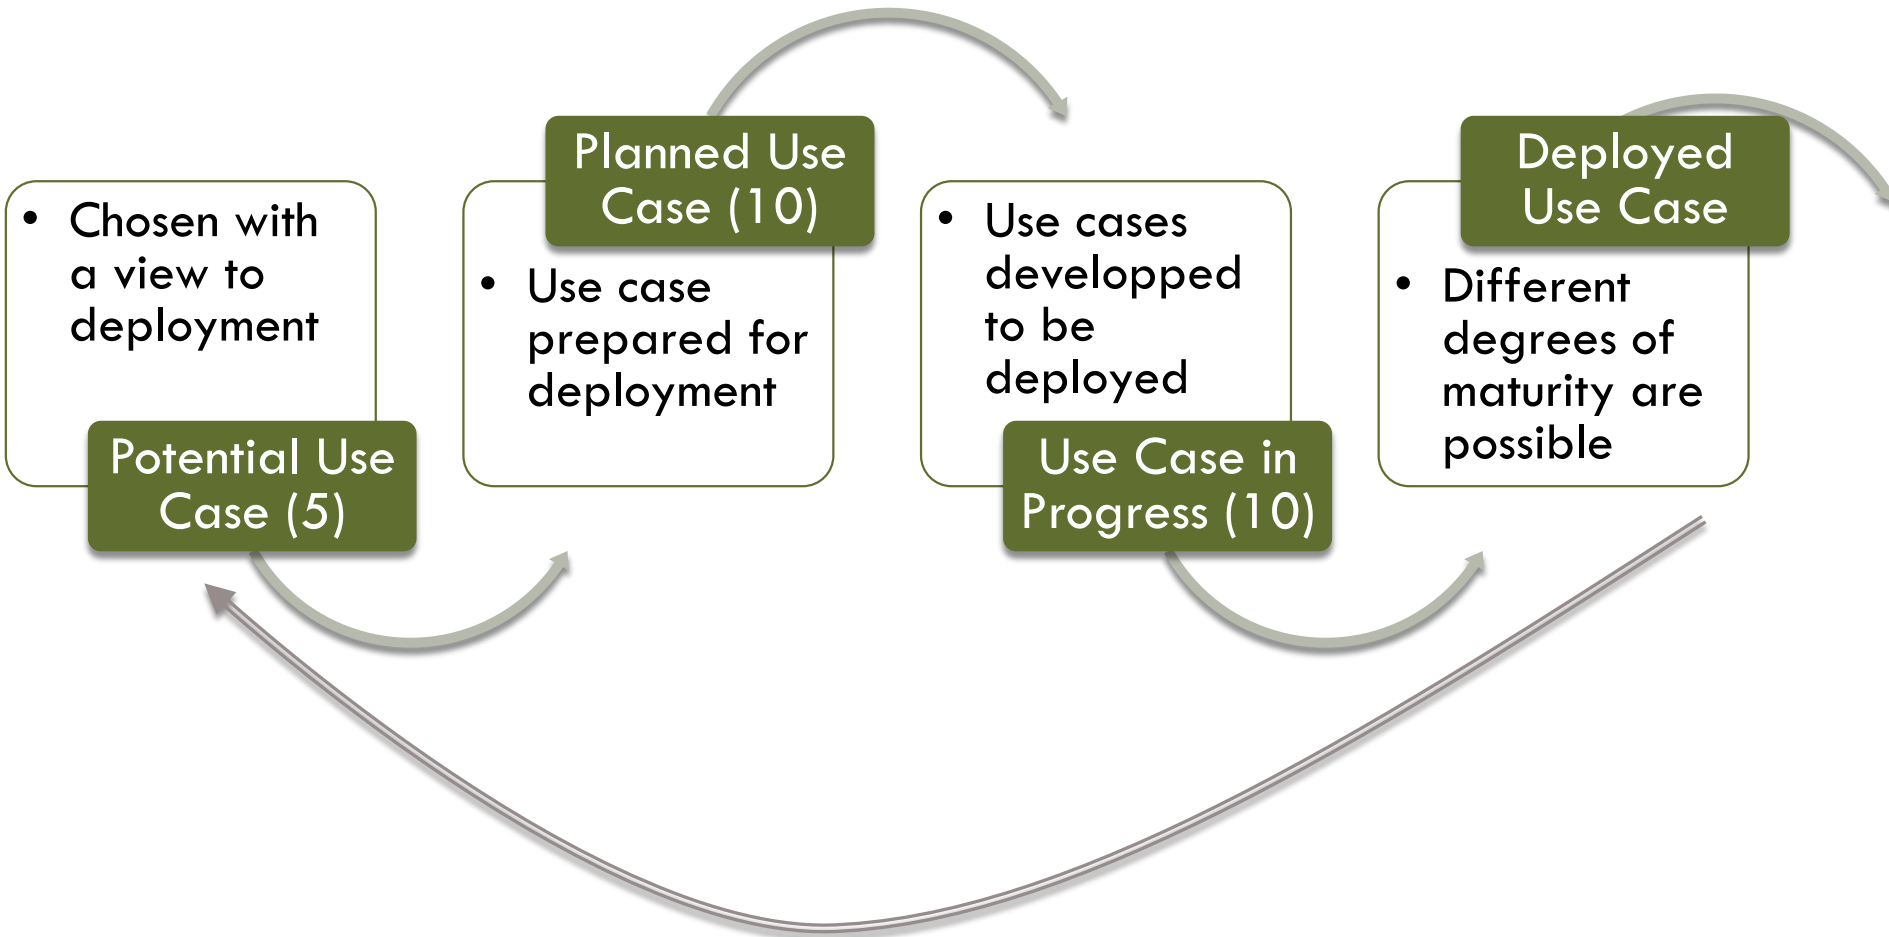 • Chosen with
a view to
deployment
Potential Use
Case (5)
Planned Use
Case (10)
• Use case
prepared for
deployment
• Use cases
developped
to be
deployed
Use Case in
Progress (10)
Deployed
Use Case
• Different
degrees of
maturity are
possible